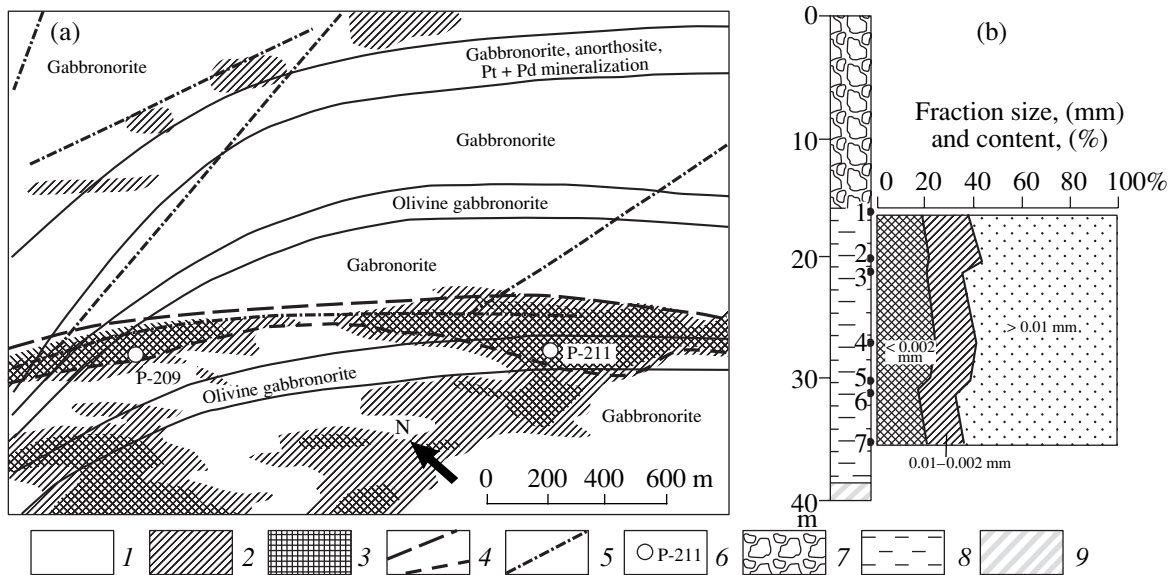 (a)
Gabbronorite
Gabbronorite, anorthosite,
Pt + Pd mineralization
Gabbronorite
Olivine gabbronorite
Gabronorite
P-209
P-211
Olivine gabbronorite
Gabbronorite
N
0 200 400 600 m
(b)
0
10
20
30
40
m
Fraction size, (mm)
and content, (%)
0 20 40 60 80 100%
1
2
3
4
5
6
7
> 0.01 mm
< 0.002
mm
0.01–0.002 mm
1 2 3 4 5 P-211 6 7 8 9